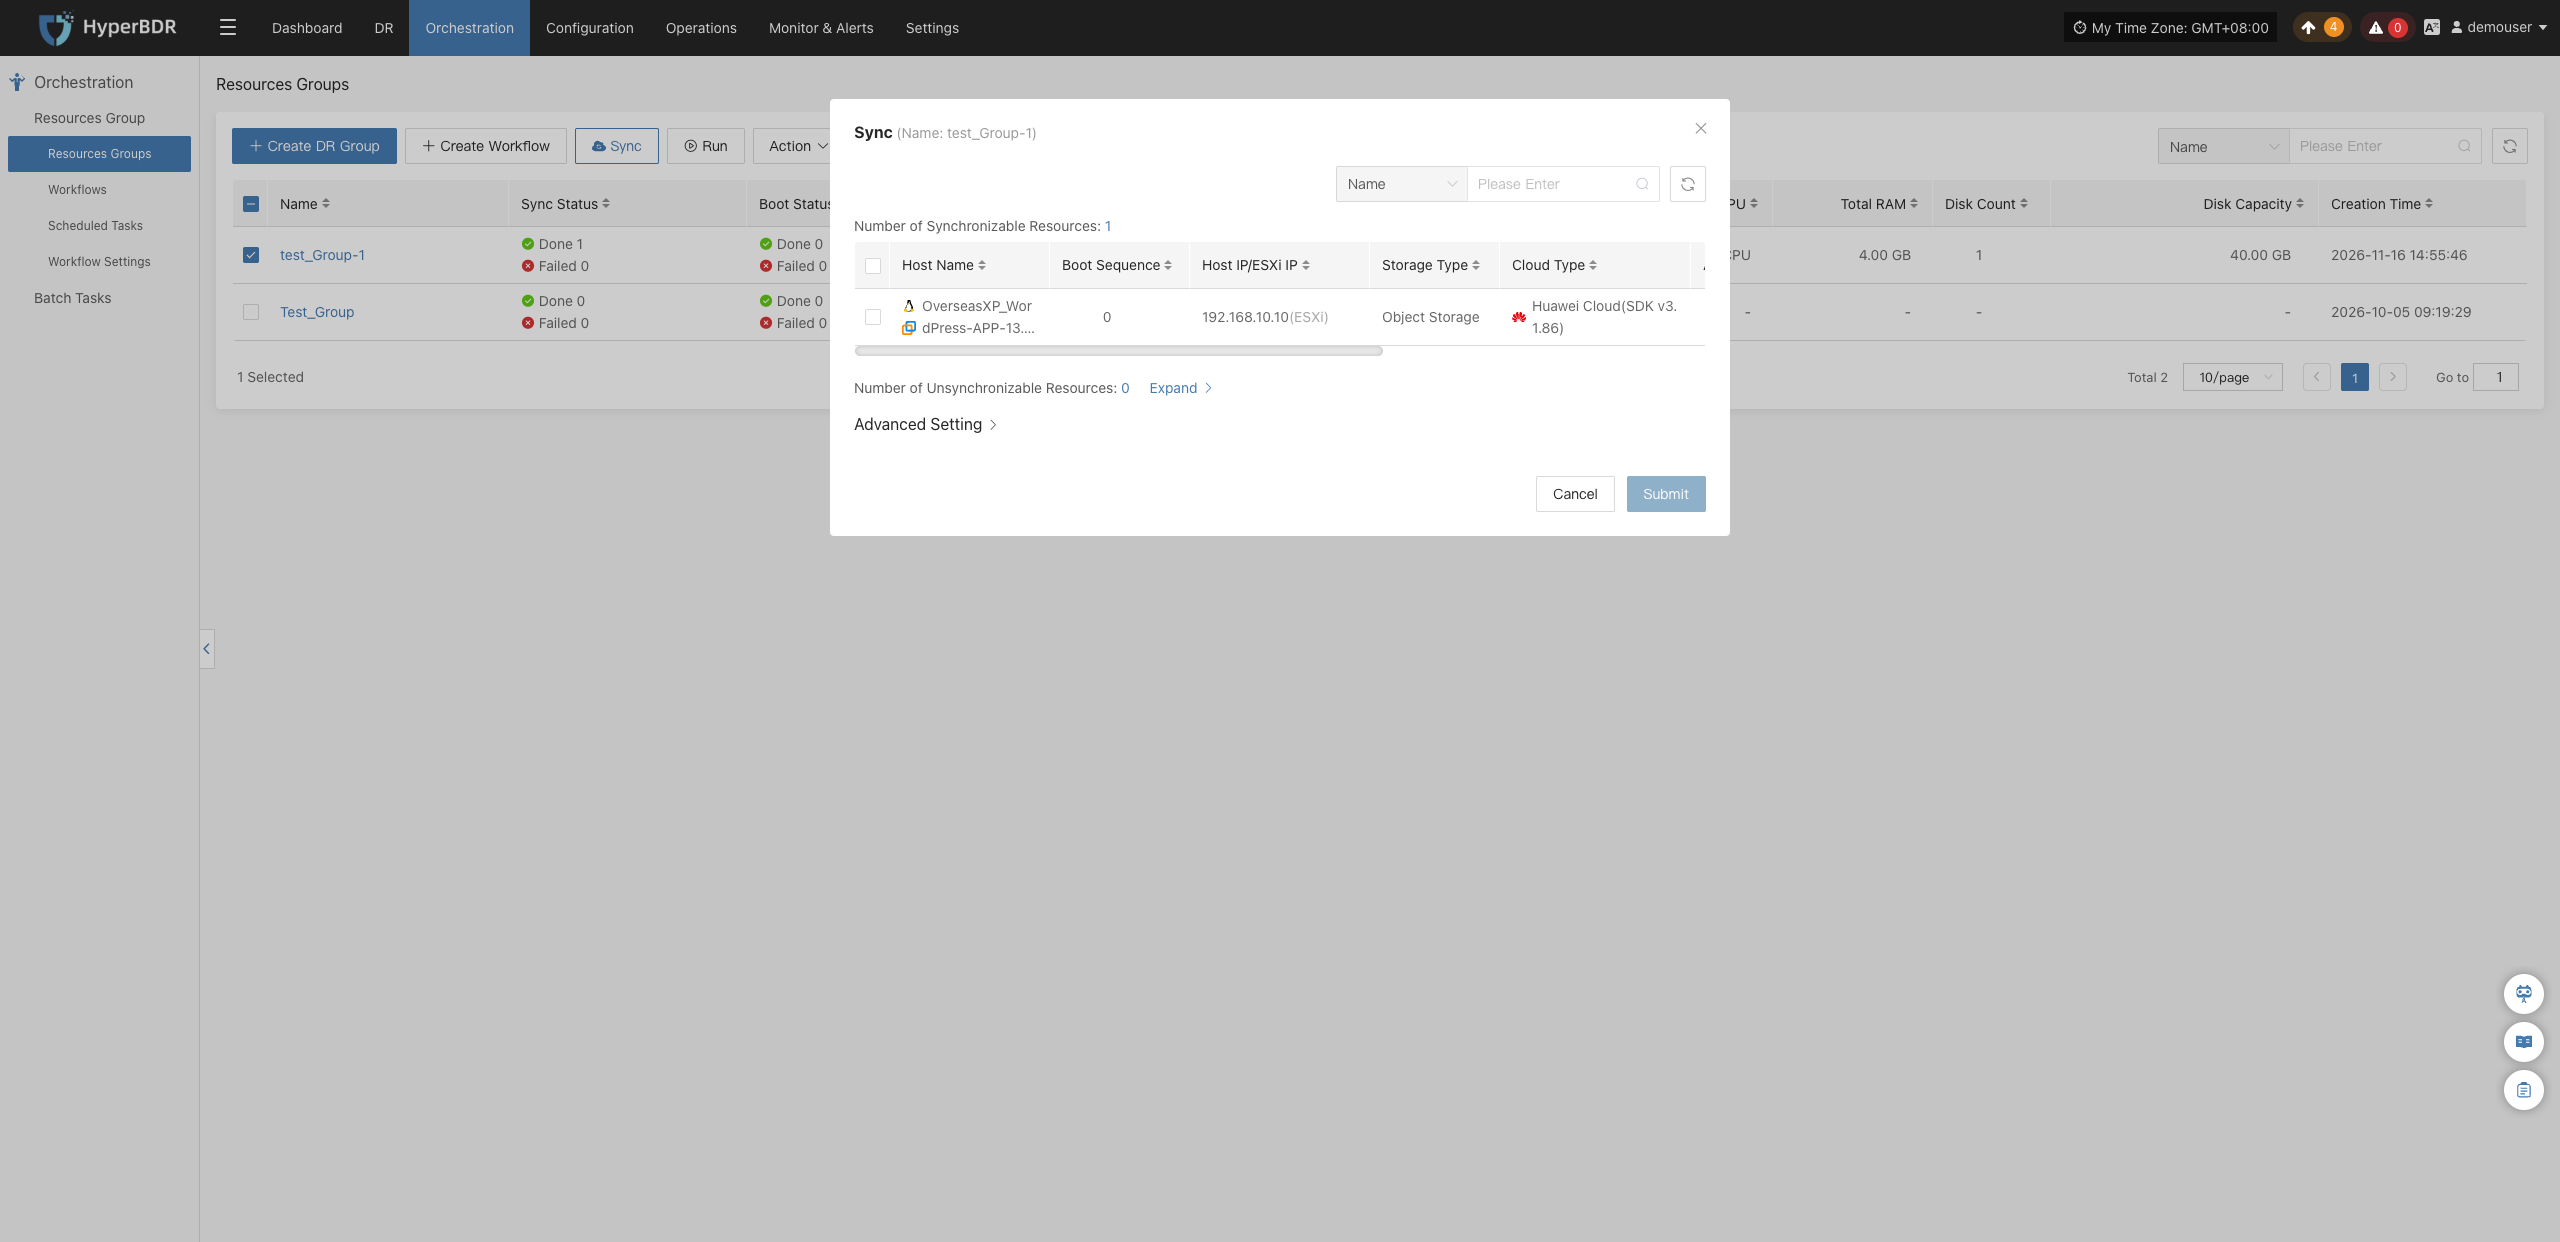 HyperBDR
Dashboard
DR
Orchestration
Configuration
Operations
Monitor & Alerts
Settings
My Time Zone: GMT+08:00
4
0
demouser
Orchestration
Resources Group
Resources Groups
Workflows
Scheduled Tasks
Workflow Settings
Batch Tasks
Resources Groups
Create DR Group
Create Workflow
Sync
Run
Action
Name
Please Enter
Name
Sync Status
Boot Status
PU
Total RAM
Disk Count
Disk Capacity
Creation Time
test_Group-1
Done 1
Failed 0
Done 0
Failed 0
CPU
4.00 GB
1
40.00 GB
2026-11-16 14:55:46
Test_Group
Done 0
Failed 0
Done 0
Failed 0
-
-
-
-
2026-10-05 09:19:29
1 Selected
Total 2
10/page
1
Go to
1
Sync (Name: test_Group-1)
Name
Please Enter
Number of Synchronizable Resources: 1
Host Name
Boot Sequence
Host IP/ESXi IP
Storage Type
Cloud Type
OverseasXP_Wor
dPress-APP-13....
0
192.168.10.10(ESXi)
Object Storage
Huawei Cloud(SDK v3.
1.86)
Number of Unsynchronizable Resources: 0 Expand
Advanced Setting
Cancel
Submit